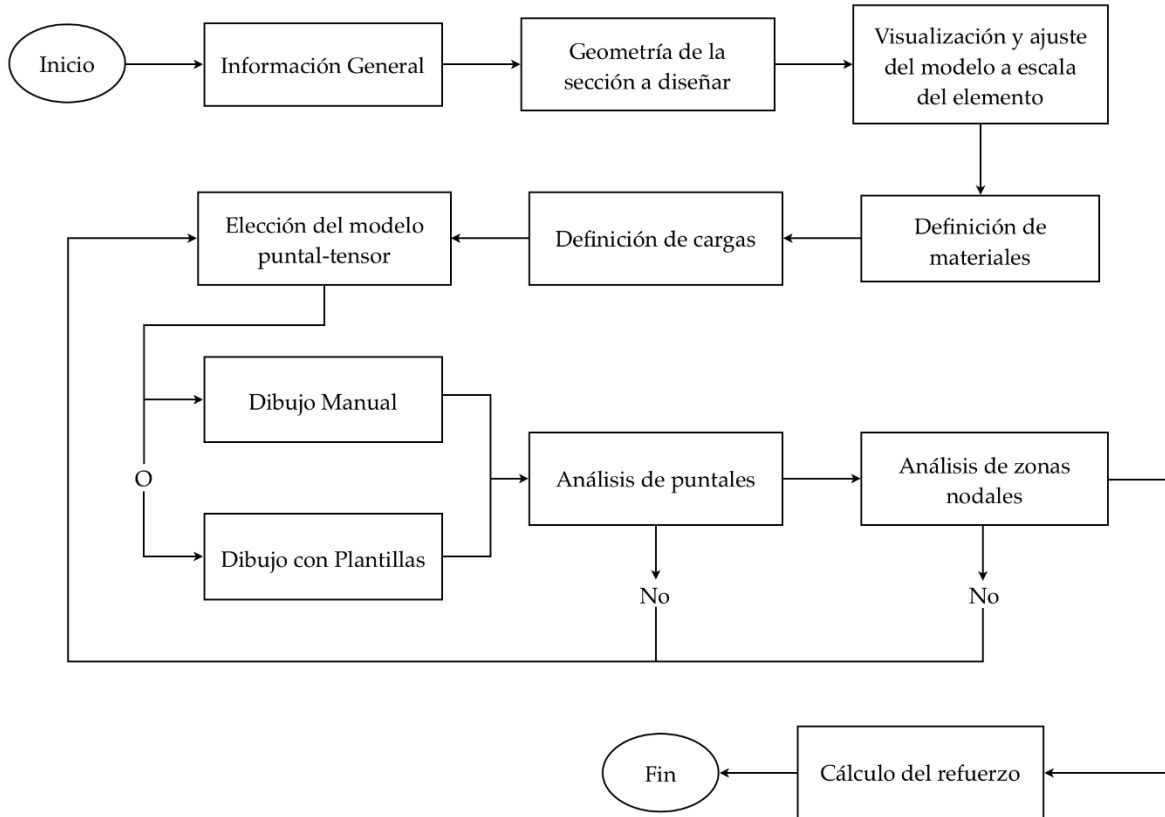 Inicio
Información General
Geometría de la
sección a diseñar
Visualización y ajuste
del modelo a escala
del elemento
Elección del modelo
puntal-tensor
Definición de cargas
Definición de
materiales
Dibujo Manual
O
Dibujo con Plantillas
Análisis de puntales
Análisis de zonas
nodales
No
No
Fin
Cálculo del refuerzo